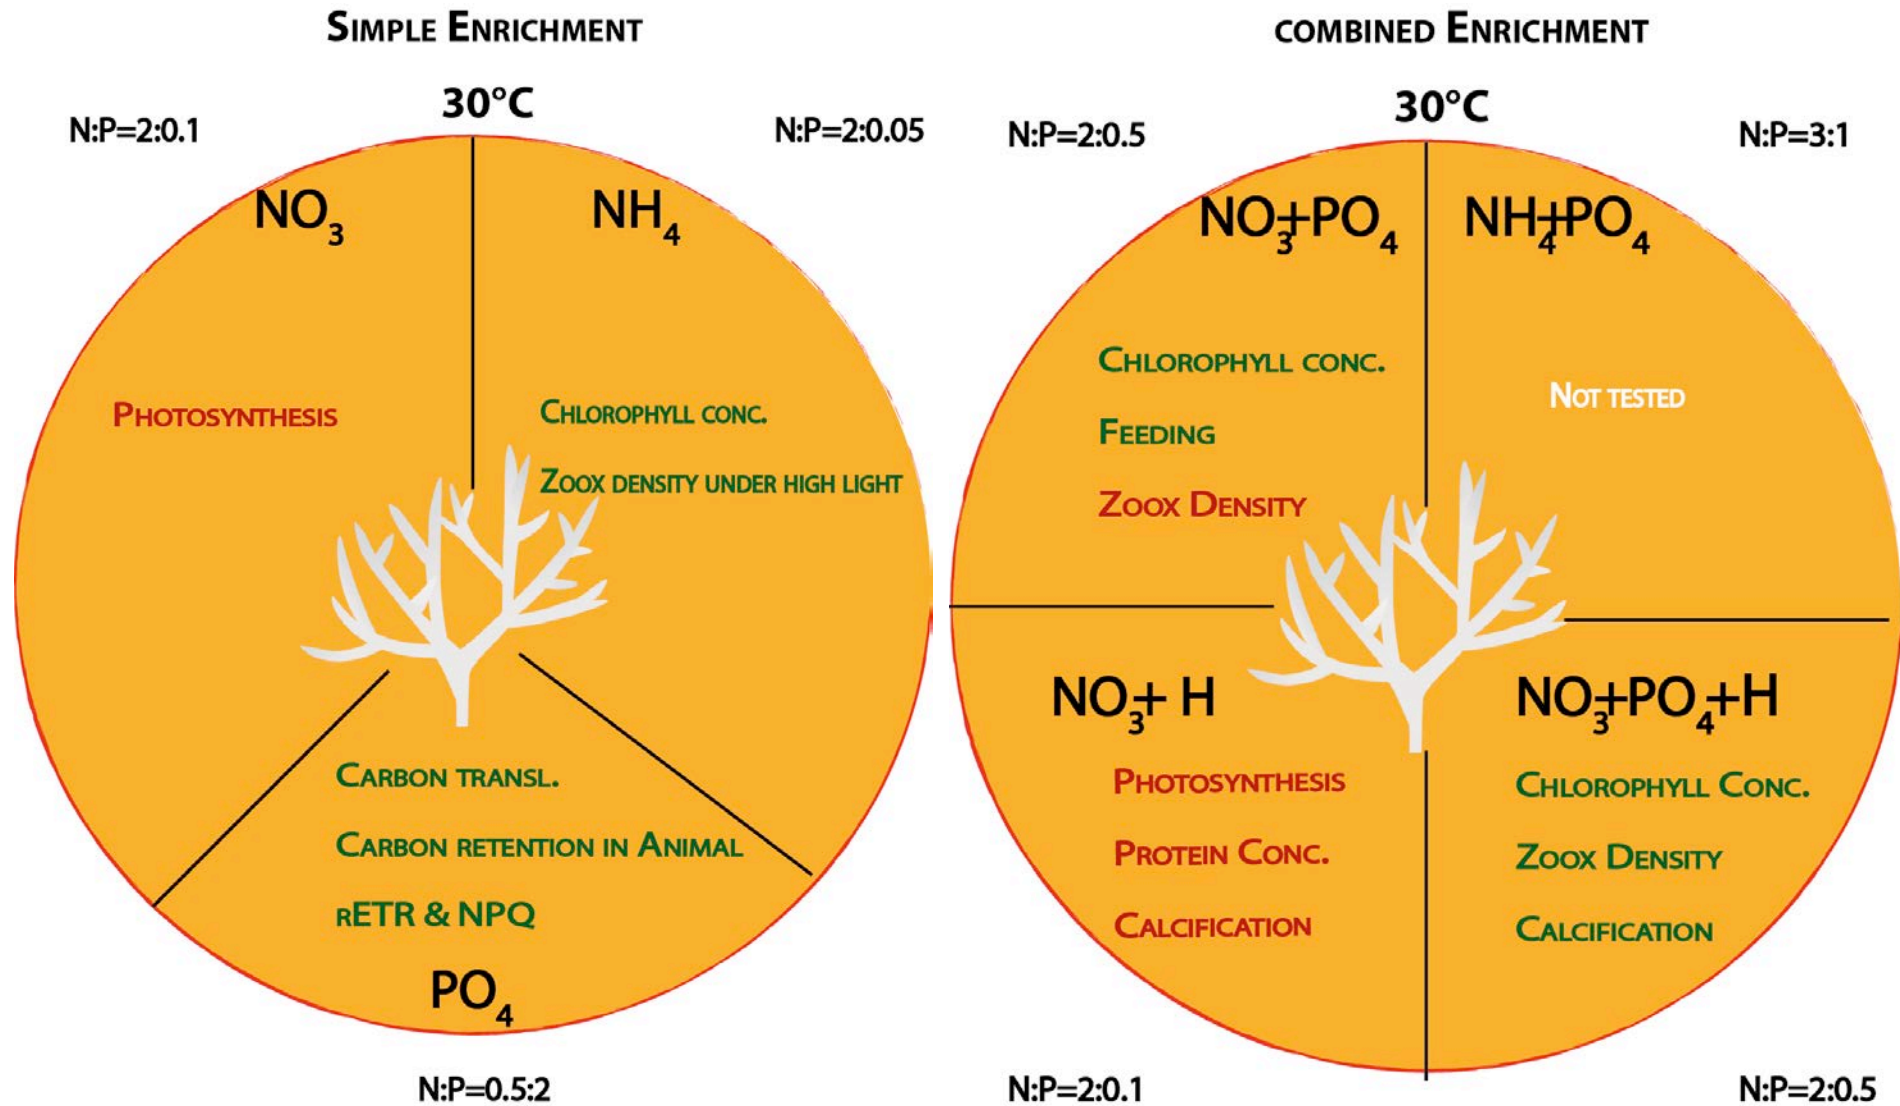 SIMPLE ENRICHMENT
30°C
N:P=2:0.1
N:P=2:0.05
NO3
NH4
PHOTOSYNTHESIS
CHLOROPHYLL CONC.
ZOOX DENSITY UNDER HIGH LIGHT
CARBON TRANSL.
CARBON RETENTION IN ANIMAL
RETR & NPQ
PO4
N:P=0.5:2
COMBINED ENRICHMENT
30°C
N:P=2:0.5
N:P=3:1
NO3+PO4
NH4+PO4
CHLOROPHYLL CONC.
FEEDING
ZOOX DENSITY
NOT TESTED
NO3+ H
PHOTOSYNTHESIS
PROTEIN CONC.
CALCIFICATION
NO3+PO4+H
CHLOROPHYLL CONC.
ZOOX DENSITY
CALCIFICATION
N:P=2:0.1
N:P=2:0.5